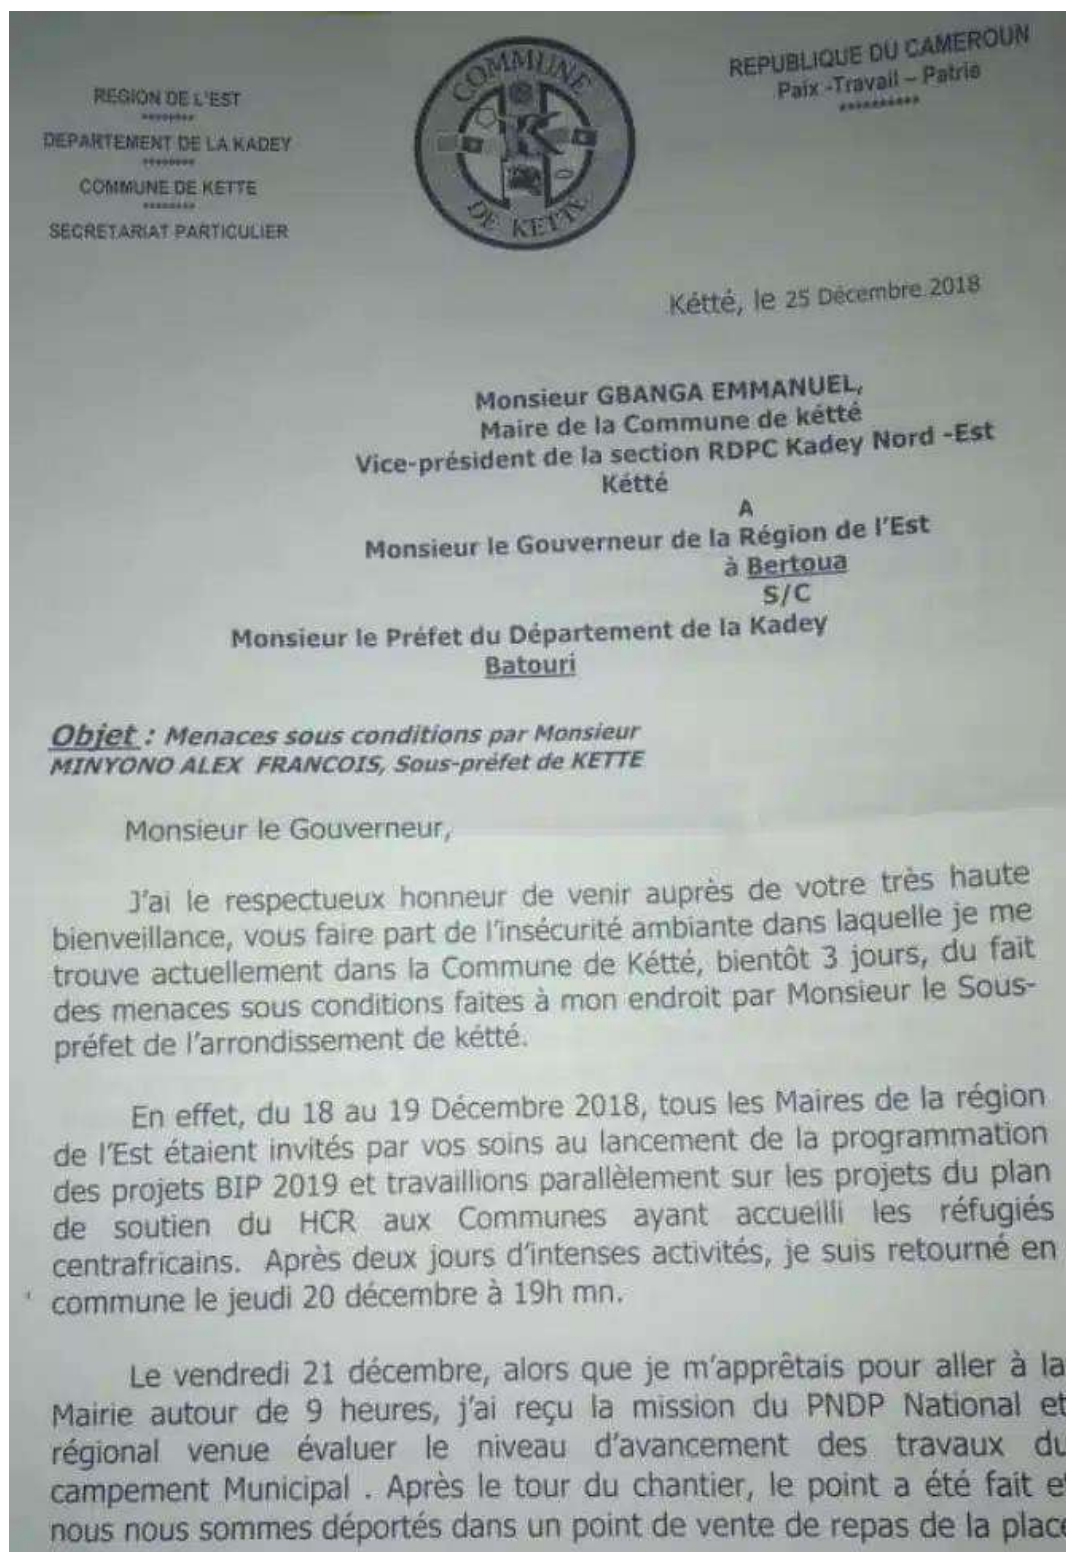 REGION DE L'EST
********
DEPARTEMENT DE LA KADEY
********
COMMUNE DE KETTE
********
SECRETARIAT PARTICULIER
COMMUNE
DE KETTE
REPUBLIQUE DU CAMEROUN
Paix -Travail – Patrie
**********
Kétté, le 25 Décembre 2018
Monsieur GBANGA EMMANUEL,
Maire de la Commune de kétté
Vice-président de la section RDPC Kadey Nord -Est
Kétté
A
Monsieur le Gouverneur de la Région de l'Est
à Bertoua
S/C
Monsieur le Préfet du Département de la Kadey
Batouri
Objet : Menaces sous conditions par Monsieur
MINYONO ALEX FRANCOIS, Sous-préfet de KETTE
Monsieur le Gouverneur,
J'ai le respectueux honneur de venir auprès de votre très haute
bienveillance, vous faire part de l'insécurité ambiante dans laquelle je me
trouve actuellement dans la Commune de Kétté, bientôt 3 jours, du fait
des menaces sous conditions faites à mon endroit par Monsieur le Sous-
préfet de l'arrondissement de kétté.
En effet, du 18 au 19 Décembre 2018, tous les Maires de la région
de l'Est étaient invités par vos soins au lancement de la programmation
des projets BIP 2019 et travaillions parallèlement sur les projets du plan
de soutien du HCR aux Communes ayant accueilli les réfugiés
centrafricains. Après deux jours d'intenses activités, je suis retourné en
commune le jeudi 20 décembre à 19h mn.
Le vendredi 21 décembre, alors que je m'apprêtais pour aller à la
Mairie autour de 9 heures, j'ai reçu la mission du PNDP National et
régional venue évaluer le niveau d'avancement des travaux du
campement Municipal . Après le tour du chantier, le point a été fait et
nous nous sommes déportés dans un point de vente de repas de la place